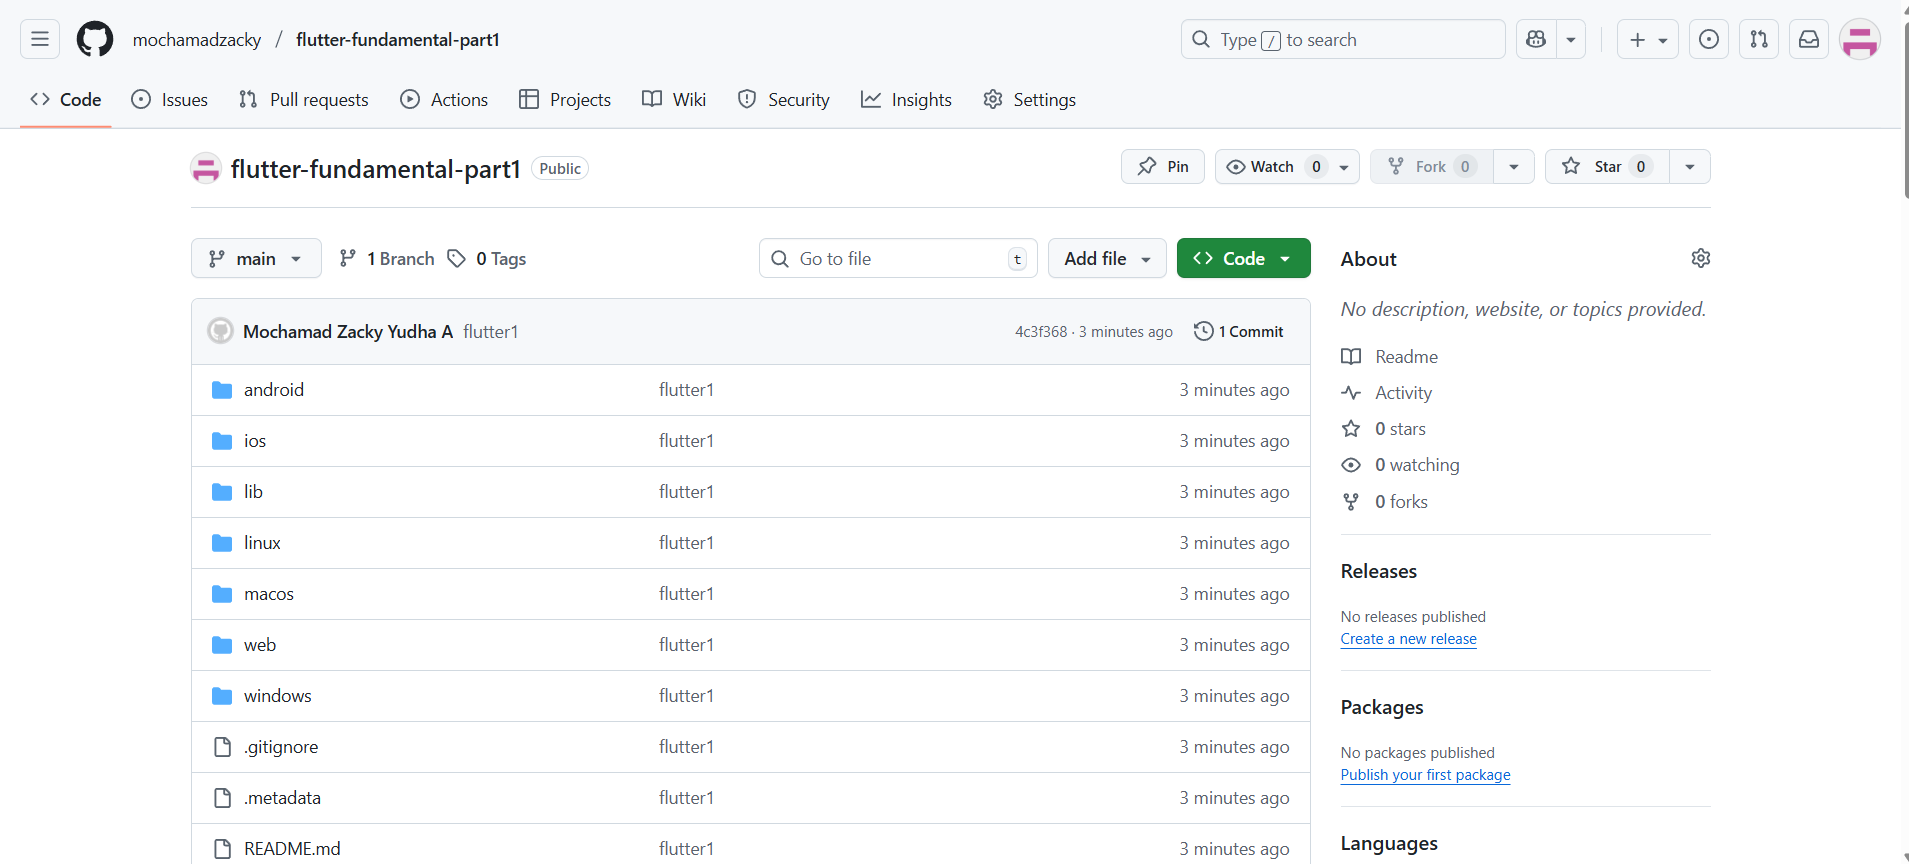 mochamadzacky / flutter-fundamental-part1
Type / to search
Code Issues Pull requests Actions Projects Wiki Security Insights Settings
flutter-fundamental-part1 Public
Pin Watch 0 Fork 0 Star 0
main 1 Branch 0 Tags Go to file t Add file Code
Mochamad Zacky Yudha A flutter1 4c3f368 · 3 minutes ago 1 Commit
android flutter1 3 minutes ago
ios flutter1 3 minutes ago
lib flutter1 3 minutes ago
linux flutter1 3 minutes ago
macos flutter1 3 minutes ago
web flutter1 3 minutes ago
windows flutter1 3 minutes ago
.gitignore flutter1 3 minutes ago
.metadata flutter1 3 minutes ago
README.md flutter1 3 minutes ago
About
No description, website, or topics provided.
Readme
Activity
0 stars
0 watching
0 forks
Releases
No releases published
Create a new release
Packages
No packages published
Publish your first package
Languages